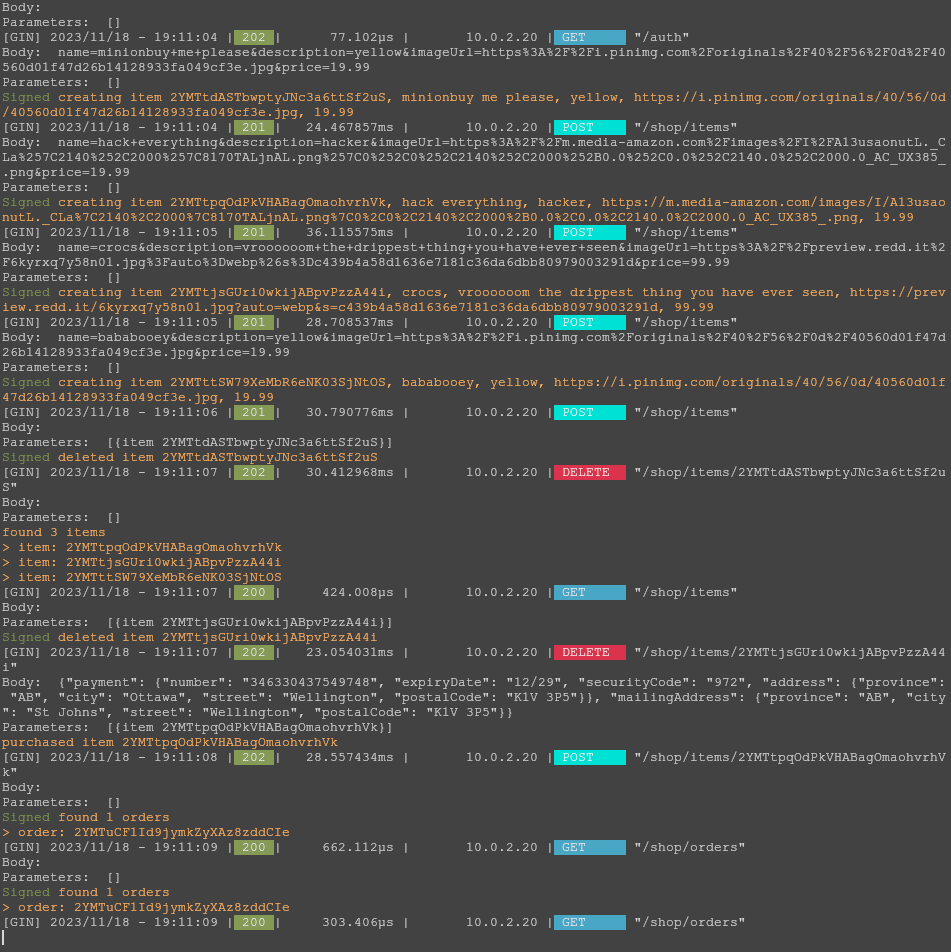 Body:
Parameters:  []
[GIN] 2023/11/18 - 19:11:04 | 202 |      77.102µs |       10.0.2.20 | GET      "/auth"
Body:  name=minionbuy+me+please&description=yellow&imageUrl=https%3A%2F%2Fi.pinimg.com%2Foriginals%2F40%2F56%2F0d%2F40
560d01f47d26b14128933fa049cf3e.jpg&price=19.99
Parameters:  []
Signed creating item 2YMTtdASTbwptyJNc3a6ttSf2uS, minionbuy me please, yellow, https://i.pinimg.com/originals/40/56/0d
/40560d01f47d26b14128933fa049cf3e.jpg, 19.99
[GIN] 2023/11/18 - 19:11:04 | 201 |   24.467857ms |       10.0.2.20 | POST     "/shop/items"
Body:  name=hack+everything&description=hacker&imageUrl=https%3A%2F%2Fm.media-amazon.com%2Fimages%2FI%2FA13usaonutL._C
La%257C2140%252C2000%257C8170TALjnAL.png%257C0%252C0%252C2140%252C2000%252B0.0%252C0.0%252C2140.0%252C2000.0_AC_UX385_
.png&price=19.99
Parameters:  []
Signed creating item 2YMTtpqOdPkVHABagOmaohvrhVk, hack everything, hacker, https://m.media-amazon.com/images/I/A13usao
nutL._CLa%7C2140%2C2000%7C8170TALjnAL.png%7C0%2C0%2C2140%2C2000%2B0.0%2C0.0%2C2140.0%2C2000.0_AC_UX385_.png, 19.99
[GIN] 2023/11/18 - 19:11:05 | 201 |   36.115575ms |       10.0.2.20 | POST     "/shop/items"
Body:  name=crocs&description=vroooooom+the+drippest+thing+you+have+ever+seen&imageUrl=https%3A%2F%2Fpreview.redd.it%2
F6kyrxq7y58n01.jpg%3Fauto%3Dwebp%26s%3Dc439b4a58d1636e7181c36da6dbb80979003291d&price=99.99
Parameters:  []
Signed creating item 2YMTtjsGUri0wkijABpvPzzA44i, crocs, vroooooom the drippest thing you have ever seen, https://prev
iew.redd.it/6kyrxq7y58n01.jpg?auto=webp&s=c439b4a58d1636e7181c36da6dbb80979003291d, 99.99
[GIN] 2023/11/18 - 19:11:05 | 201 |   28.708537ms |       10.0.2.20 | POST     "/shop/items"
Body:  name=bababooey&description=yellow&imageUrl=https%3A%2F%2Fi.pinimg.com%2Foriginals%2F40%2F56%2F0d%2F40560d01f47d
26b14128933fa049cf3e.jpg&price=19.99
Parameters:  []
Signed creating item 2YMTttSW79XeMbR6eNK03SjNtOS, bababooey, yellow, https://i.pinimg.com/originals/40/56/0d/40560d01f
47d26b14128933fa049cf3e.jpg, 19.99
[GIN] 2023/11/18 - 19:11:06 | 201 |   30.790776ms |       10.0.2.20 | POST     "/shop/items"
Body:
Parameters:  [{item 2YMTtdASTbwptyJNc3a6ttSf2uS}]
Signed deleted item 2YMTtdASTbwptyJNc3a6ttSf2uS
[GIN] 2023/11/18 - 19:11:07 | 202 |   30.412968ms |       10.0.2.20 | DELETE   "/shop/items/2YMTtdASTbwptyJNc3a6ttSf2u
S"
Body:
Parameters:  []
found 3 items
> item: 2YMTtpqOdPkVHABagOmaohvrhVk
> item: 2YMTtjsGUri0wkijABpvPzzA44i
> item: 2YMTttSW79XeMbR6eNK03SjNtOS
[GIN] 2023/11/18 - 19:11:07 | 200 |     424.008µs |       10.0.2.20 | GET      "/shop/items"
Body:
Parameters:  [{item 2YMTtjsGUri0wkijABpvPzzA44i}]
Signed deleted item 2YMTtjsGUri0wkijABpvPzzA44i
[GIN] 2023/11/18 - 19:11:07 | 202 |   23.054031ms |       10.0.2.20 | DELETE   "/shop/items/2YMTtjsGUri0wkijABpvPzzA44
i"
Body:  {"payment": {"number": "346330437549748", "expiryDate": "12/29", "securityCode": "972", "address": {"province":
 "AB", "city": "Ottawa", "street": "Wellington", "postalCode": "K1V 3P5"}}, "mailingAddress": {"province": "AB", "city
": "St Johns", "street": "Wellington", "postalCode": "K1V 3P5"}}
Parameters:  [{item 2YMTtpqOdPkVHABagOmaohvrhVk}]
purchased item 2YMTtpqOdPkVHABagOmaohvrhVk
[GIN] 2023/11/18 - 19:11:08 | 202 |   28.557434ms |       10.0.2.20 | POST     "/shop/items/2YMTtpqOdPkVHABagOmaohvrhV
k"
Body:
Parameters:  []
Signed found 1 orders
> order: 2YMTuCF1Id9jymkZyXAz8zddCIe
[GIN] 2023/11/18 - 19:11:09 | 200 |     662.112µs |       10.0.2.20 | GET      "/shop/orders"
Body:
Parameters:  []
Signed found 1 orders
> order: 2YMTuCF1Id9jymkZyXAz8zddCIe
[GIN] 2023/11/18 - 19:11:09 | 200 |     303.406µs |       10.0.2.20 | GET      "/shop/orders"